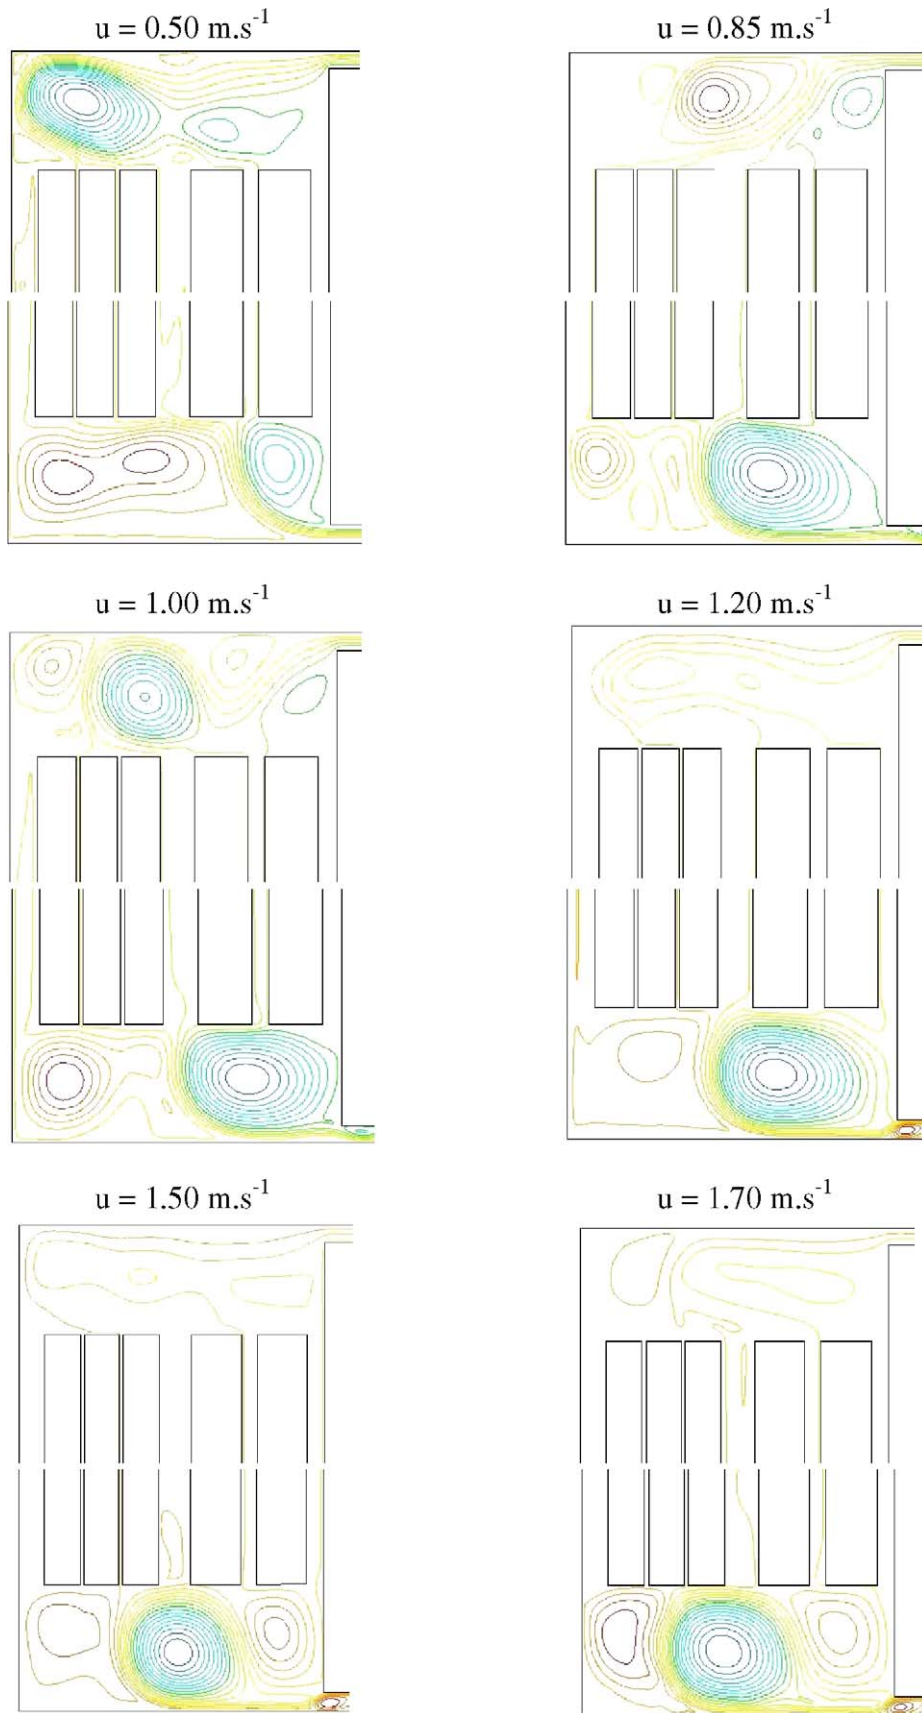 u = 0.50 m.s⁻¹
u = 0.85 m.s⁻¹
u = 1.00 m.s⁻¹
u = 1.20 m.s⁻¹
u = 1.50 m.s⁻¹
u = 1.70 m.s⁻¹